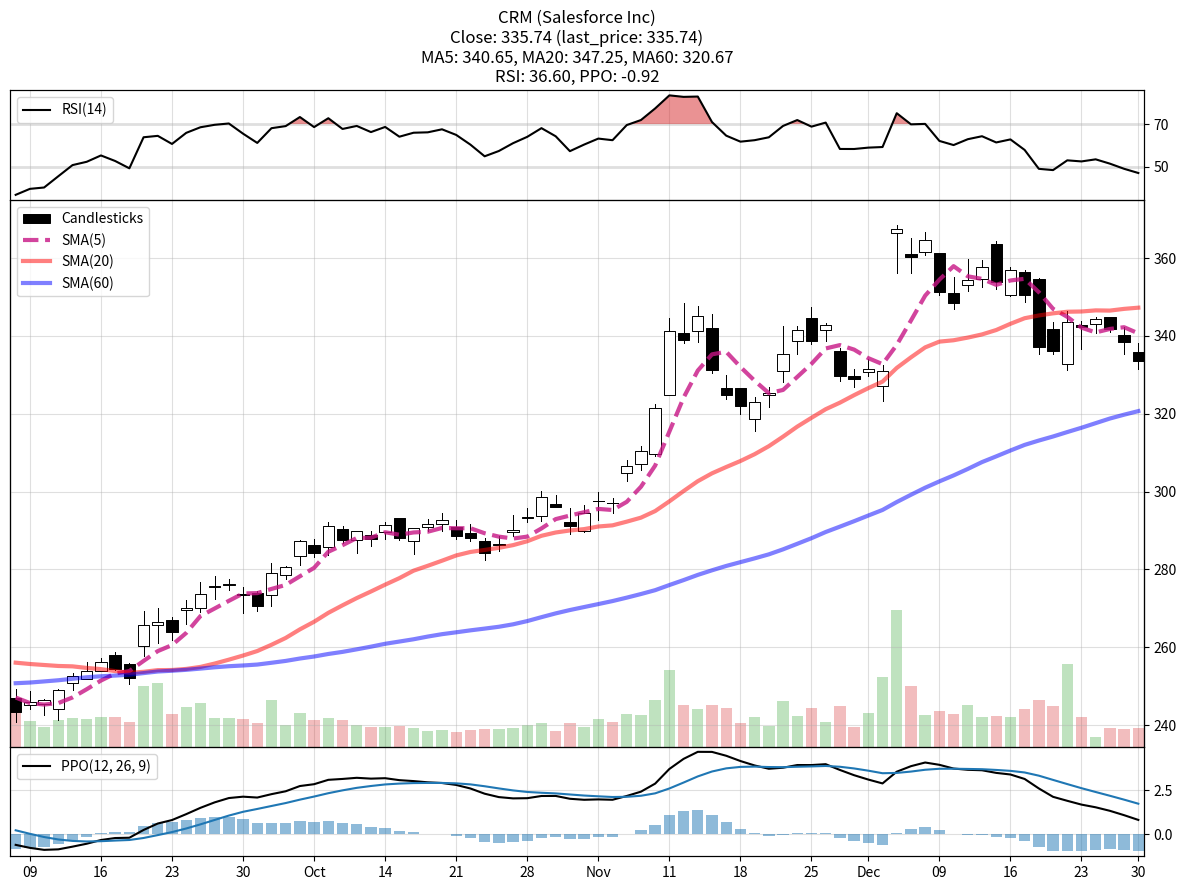 CRM (Salesforce Inc)
Close: 335.74 (last_price: 335.74)
MA5: 340.65, MA20: 347.25, MA60: 320.67
RSI: 36.60, PPO: -0.92
RSI(14)
70
50
Candlesticks
SMA(5)
SMA(20)
SMA(60)
360
340
320
300
280
260
240
PPO(12, 26, 9)
2.5
0.0
09 16 23 30 Oct 14 21 28 Nov 11 18 25 Dec 09 16 23 30